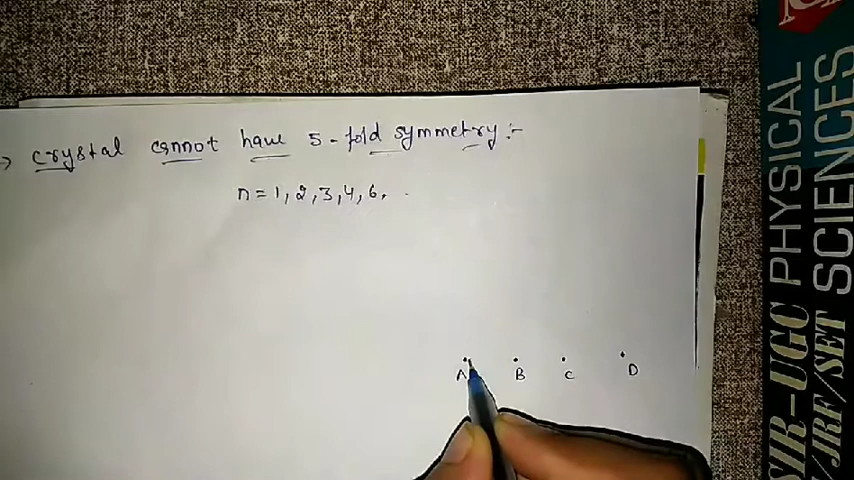 → crystal cannot have 5-fold symmetry :-
n = 1, 2, 3, 4, 6, .
A B C D
PHYSICAL
SCIENCES
SIR-UGC
/JRF/SET